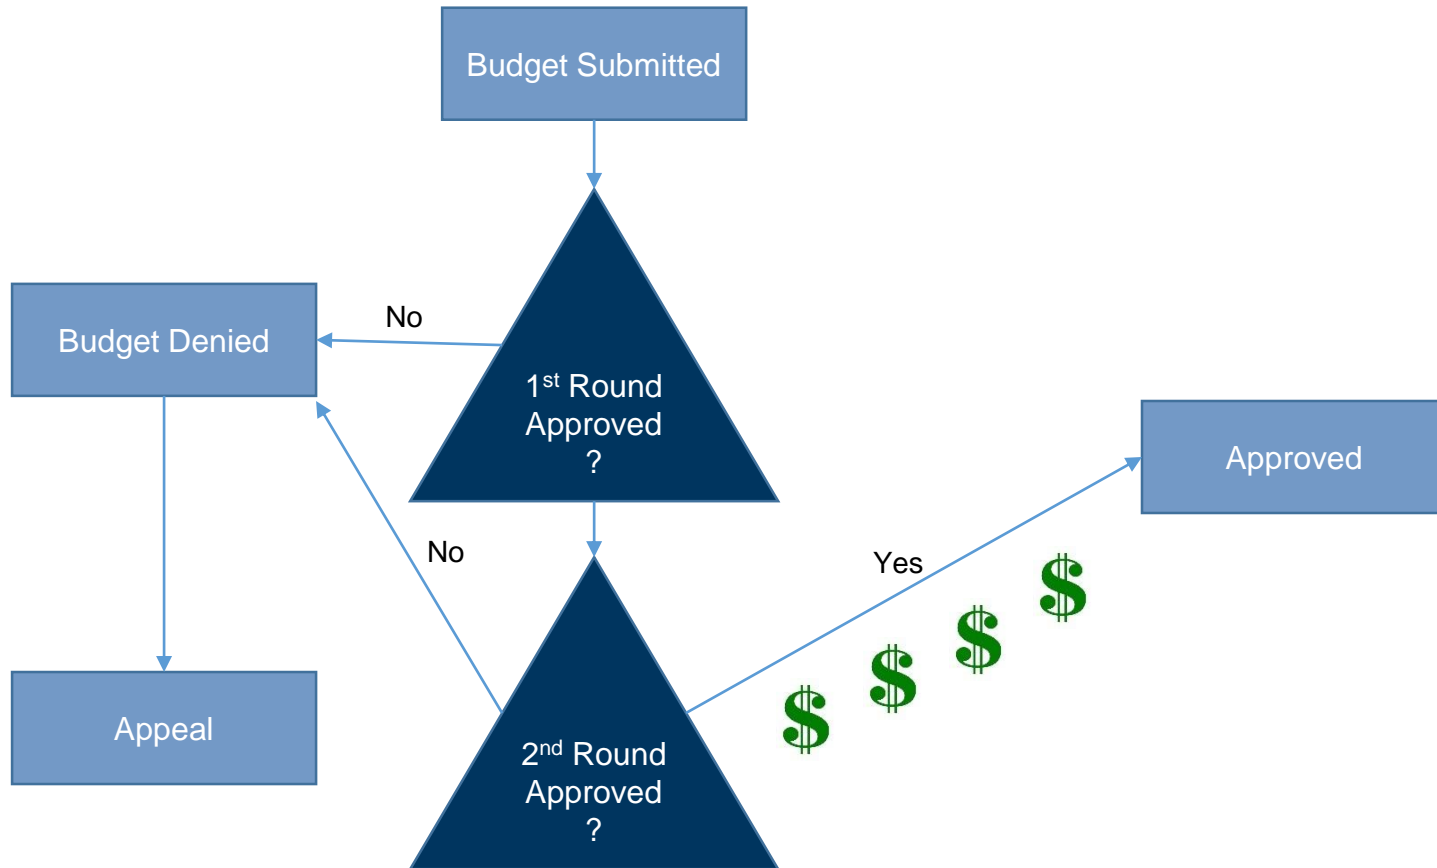 Budget Submitted
No
Budget Denied
1st Round
Approved
?
Approved
No
Yes
$ $ $ $
Appeal
2nd Round
Approved
?